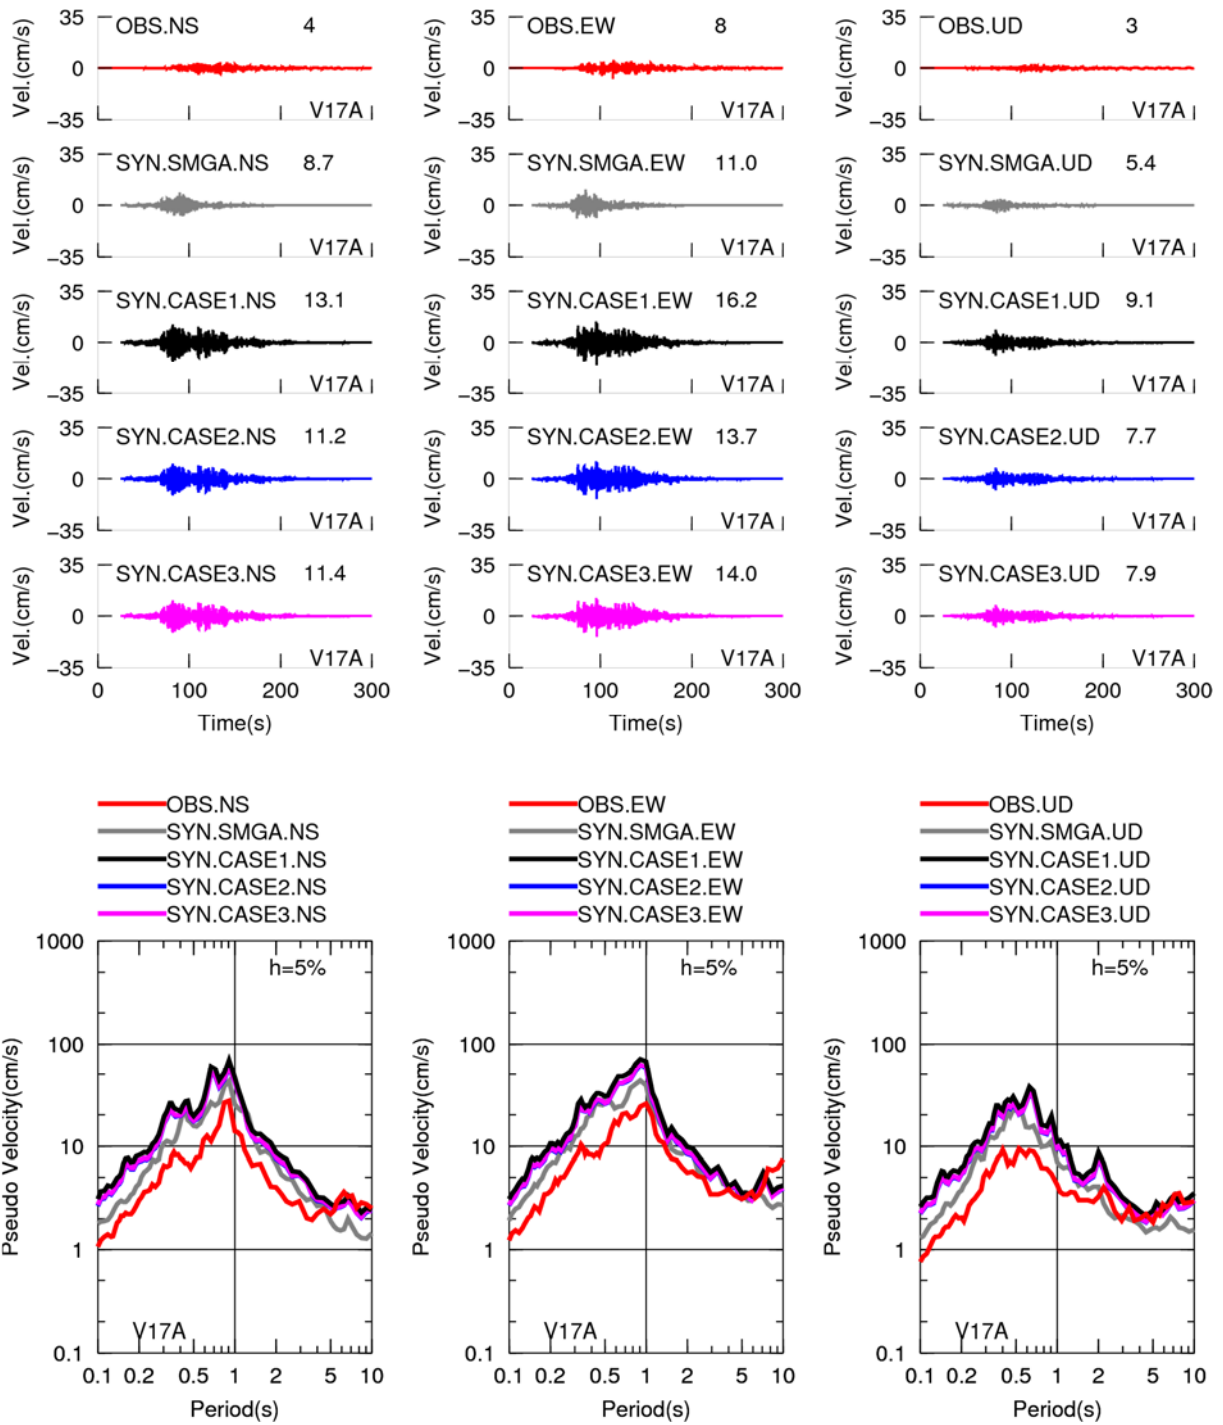 35 OBS.NS 4
Vel.(cm/s)
0
-35 V17A
35 OBS.EW 8
Vel.(cm/s)
0
-35 V17A
35 OBS.UD 3
Vel.(cm/s)
0
-35 V17A
35 SYN.SMGA.NS 8.7
Vel.(cm/s)
0
-35 V17A
35 SYN.SMGA.EW 11.0
Vel.(cm/s)
0
-35 V17A
35 SYN.SMGA.UD 5.4
Vel.(cm/s)
0
-35 V17A
35 SYN.CASE1.NS 13.1
Vel.(cm/s)
0
-35 V17A
35 SYN.CASE1.EW 16.2
Vel.(cm/s)
0
-35 V17A
35 SYN.CASE1.UD 9.1
Vel.(cm/s)
0
-35 V17A
35 SYN.CASE2.NS 11.2
Vel.(cm/s)
0
-35 V17A
35 SYN.CASE2.EW 13.7
Vel.(cm/s)
0
-35 V17A
35 SYN.CASE2.UD 7.7
Vel.(cm/s)
0
-35 V17A
35 SYN.CASE3.NS 11.4
Vel.(cm/s)
0
-35 V17A
0 100 200 300
Time(s)
35 SYN.CASE3.EW 14.0
Vel.(cm/s)
0
-35 V17A
0 100 200 300
Time(s)
35 SYN.CASE3.UD 7.9
Vel.(cm/s)
0
-35 V17A
0 100 200 300
Time(s)
OBS.NS
SYN.SMGA.NS
SYN.CASE1.NS
SYN.CASE2.NS
SYN.CASE3.NS
1000
h=5%
100
Pseudo Velocity(cm/s)
10
1
V17A
0.1
0.1 0.2 0.5 1 2 5 10
Period(s)
OBS.EW
SYN.SMGA.EW
SYN.CASE1.EW
SYN.CASE2.EW
SYN.CASE3.EW
1000
h=5%
100
Pseudo Velocity(cm/s)
10
1
V17A
0.1
0.1 0.2 0.5 1 2 5 10
Period(s)
OBS.UD
SYN.SMGA.UD
SYN.CASE1.UD
SYN.CASE2.UD
SYN.CASE3.UD
1000
h=5%
100
Pseudo Velocity(cm/s)
10
1
V17A
0.1
0.1 0.2 0.5 1 2 5 10
Period(s)